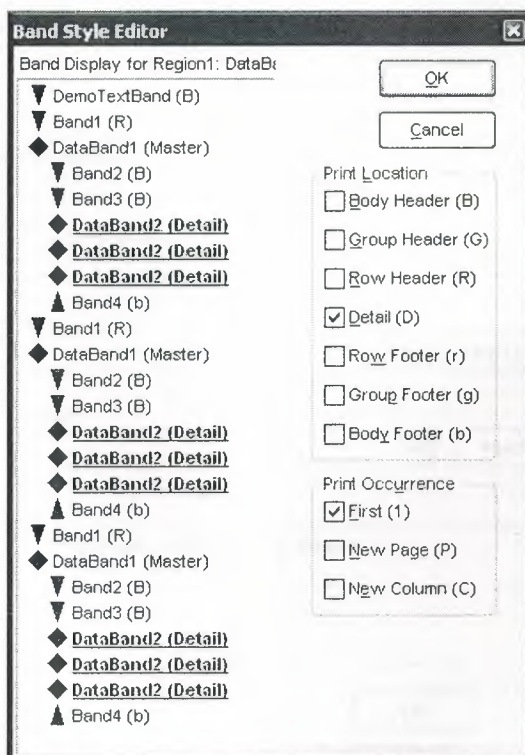 Band Style Editor
Band Display for Region1: DataBa
DemoTextBand (B)
Band1 (R)
DataBand1 (Master)
Band2 (B)
Band3 (B)
DataBand2 (Detail)
DataBand2 (Detail)
DataBand2 (Detail)
Band4 (b)
Band1 (R)
DataBand1 (Master)
Band2 (B)
Band3 (B)
DataBand2 (Detail)
DataBand2 (Detail)
DataBand2 (Detail)
Band4 (b)
Band1 (R)
DataBand1 (Master)
Band2 (B)
Band3 (B)
DataBand2 (Detail)
DataBand2 (Detail)
DataBand2 (Detail)
Band4 (b)
OK
Cancel
Print Location
Body Header (B)
Group Header (G)
Row Header (R)
Detail (D)
Row Footer (r)
Group Footer (g)
Body Footer (b)
Print Occurrence
First (1)
New Page (P)
New Column (C)